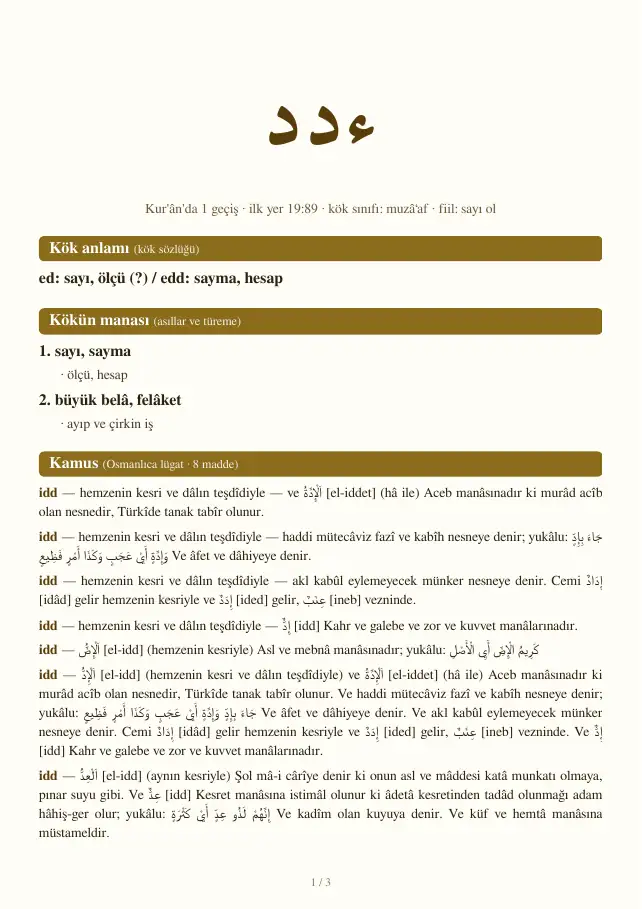 ءدد
Kur'ân'da 1 geçiş · ilk yer 19:89 · kök sınıfı: muzâ'af · fiil: sayı ol
Kök anlamı (kök sözlüğü)
ed: sayı, ölçü (?) / edd: sayma, hesap
Kökün manası (asıllar ve türeme)
1. sayı, sayma
· ölçü, hesap
2. büyük belâ, felâket
· ayıp ve çirkin iş
Kamus (Osmanlıca lügat · 8 madde)
idd — hemzenin kesri ve dâlın teşdîdiyle — ve اَلْإِدَّةُ [el-iddet] (hâ ile) Aceb manâsınadır ki murâd acîb
olan nesnedir, Türkîde tanak tabîr olunur.
idd — hemzenin kesri ve dâlın teşdîdiyle — haddi mütecâviz fazî ve kabîh nesneye denir; yukâlu: جَاءَ بِإِدٍّ
وَإِدَّةٍ أَيْ عَجَبٍ وَكَذَا أَمْرٍ فَظِيعٍ Ve âfet ve dâhiyeye denir.
idd — hemzenin kesri ve dâlın teşdîdiyle — akl kabûl eylemeyecek münker nesneye denir. Cemi إِدَادٌ
[idâd] gelir hemzenin kesriyle ve إِدَدٌ [ided] gelir, عِنَبٌ [ineb] vezninde.
idd — hemzenin kesri ve dâlın teşdîdiyle — إِدٌّ [idd] Kahr ve galebe ve zor ve kuvvet manâlarınadır.
idd — اَلْإِضُّ [el-idd] (hemzenin kesriyle) Asl ve mebnâ manâsınadır; yukâlu: كَرِيمُ الْإِضِّ أَيِ الْأَصْلِ
idd — اَلْإِدُّ [el-idd] (hemzenin kesri ve dâlın teşdîdiyle) ve اَلْإِدَّةُ [el-iddet] (hâ ile) Aceb manâsınadır ki
murâd acîb olan nesnedir, Türkîde tanak tabîr olunur. Ve haddi mütecâviz fazî ve kabîh nesneye denir;
yukâlu: جَاءَ بِإِدٍّ وَإِدَّةٍ أَيْ عَجَبٍ وَكَذَا أَمْرٍ فَظِيعٍ Ve âfet ve dâhiyeye denir. Ve akl kabûl eylemeyecek münker
nesneye denir. Cemi إِدَادٌ [idâd] gelir hemzenin kesriyle ve إِدَدٌ [ided] gelir, عِنَبٌ [ineb] vezninde. Ve إِدٌّ
[idd] Kahr ve galebe ve zor ve kuvvet manâlarınadır.
idd — اَلْعِدُّ [el-idd] (aynın kesriyle) Şol mâ-i cârîye denir ki onun asl ve mâddesi katâ munkatı olmaya,
pınar suyu gibi. Ve عِدٌّ [idd] Kesret manâsına istimâl olunur ki âdetâ kesretinden tadâd olunmağı adam
hâhiş-ger olur; yukâlu: إِنَّهُمْ لَذُو عِدٍّ أَيْ كَثْرَةٍ Ve kadîm olan kuyuya denir. Ve küf ve hemtâ manâsına
müstameldir.
1 / 3